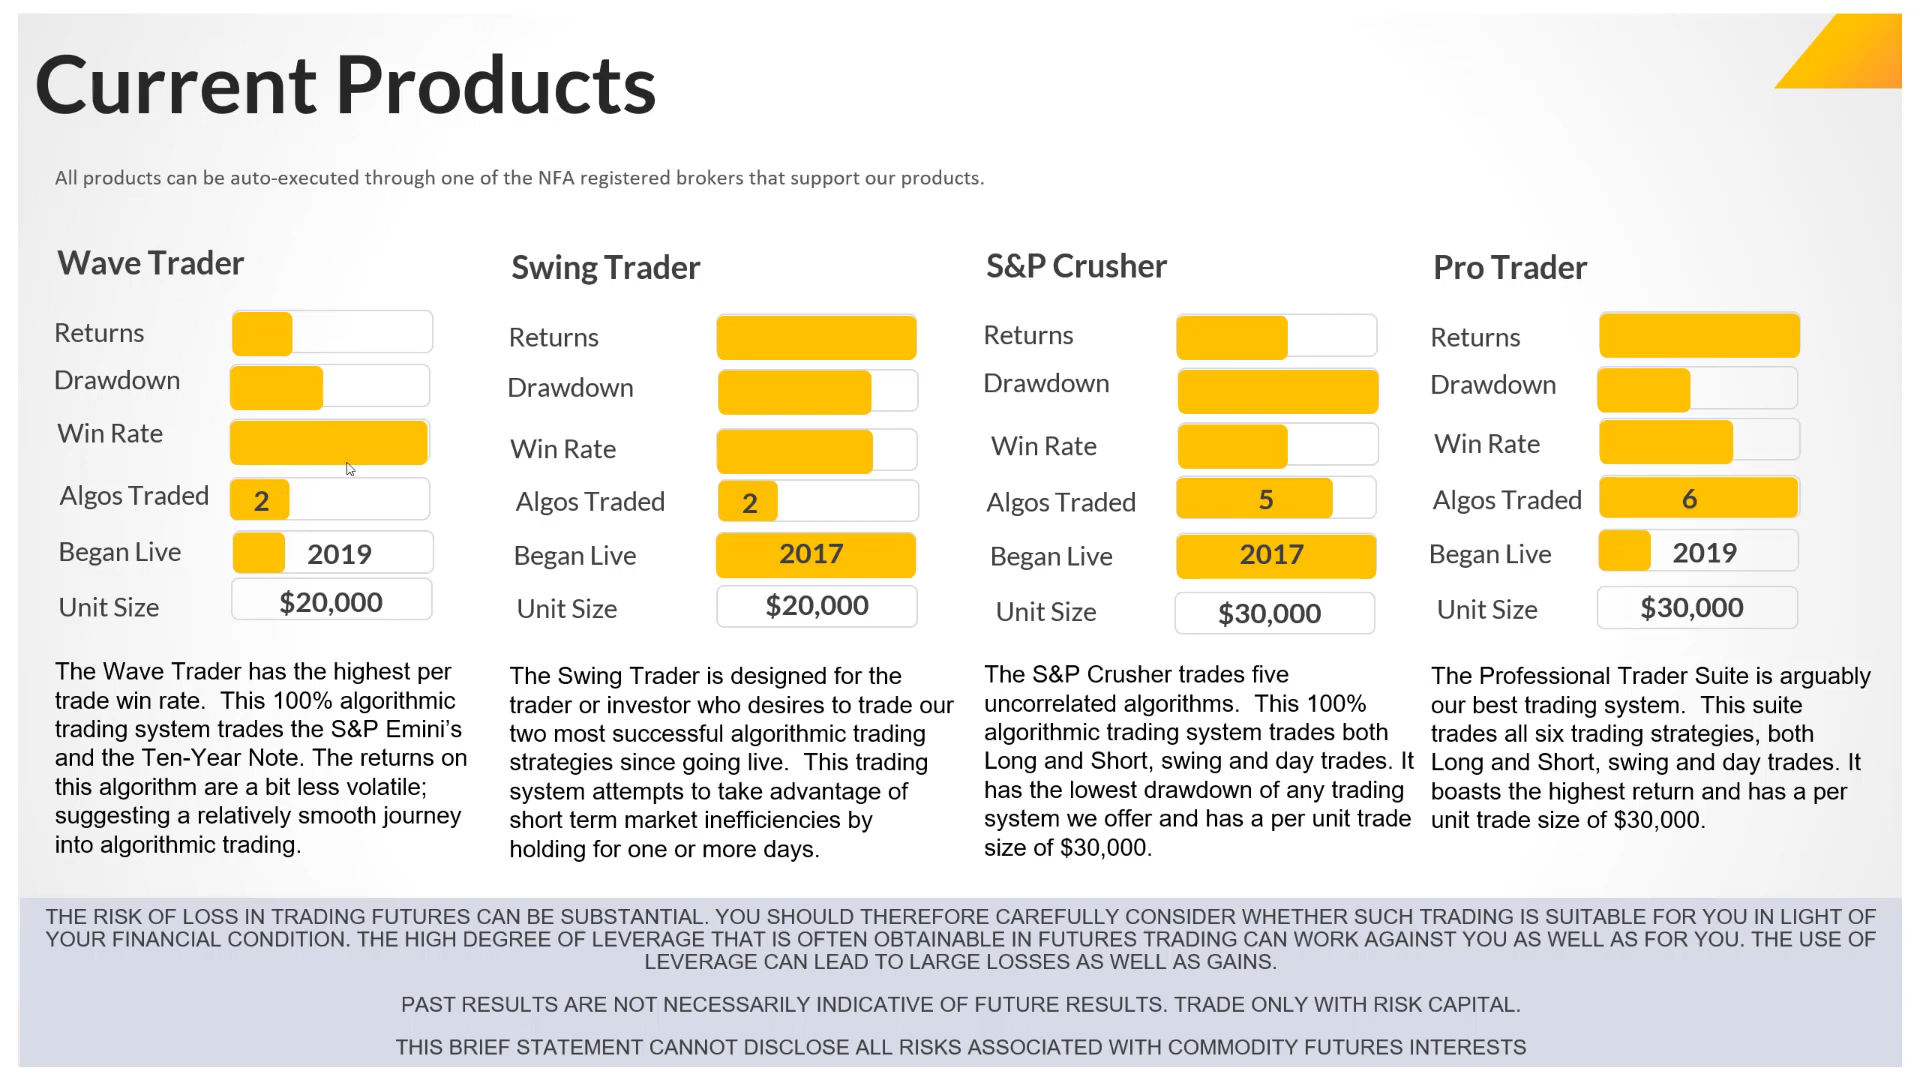 Current Products
All products can be auto-executed through one of the NFA registered brokers that support our products.
Wave Trader
Returns
Drawdown
Win Rate
Algos Traded 2
Began Live 2019
Unit Size $20,000
The Wave Trader has the highest per
trade win rate.  This 100% algorithmic
trading system trades the S&P Emini’s
and the Ten-Year Note. The returns on
this algorithm are a bit less volatile;
suggesting a relatively smooth journey
into algorithmic trading.
Swing Trader
Returns
Drawdown
Win Rate
Algos Traded 2
Began Live 2017
Unit Size $20,000
The Swing Trader is designed for the
trader or investor who desires to trade our
two most successful algorithmic trading
strategies since going live.  This trading
system attempts to take advantage of
short term market inefficiencies by
holding for one or more days.
S&P Crusher
Returns
Drawdown
Win Rate
Algos Traded 5
Began Live 2017
Unit Size $30,000
The S&P Crusher trades five
uncorrelated algorithms.  This 100%
algorithmic trading system trades both
Long and Short, swing and day trades. It
has the lowest drawdown of any trading
system we offer and has a per unit trade
size of $30,000.
Pro Trader
Returns
Drawdown
Win Rate
Algos Traded 6
Began Live 2019
Unit Size $30,000
The Professional Trader Suite is arguably
our best trading system.  This suite
trades all six trading strategies, both
Long and Short, swing and day trades. It
boasts the highest return and has a per
unit trade size of $30,000.
THE RISK OF LOSS IN TRADING FUTURES CAN BE SUBSTANTIAL. YOU SHOULD THEREFORE CAREFULLY CONSIDER WHETHER SUCH TRADING IS SUITABLE FOR YOU IN LIGHT OF
YOUR FINANCIAL CONDITION. THE HIGH DEGREE OF LEVERAGE THAT IS OFTEN OBTAINABLE IN FUTURES TRADING CAN WORK AGAINST YOU AS WELL AS FOR YOU. THE USE OF
LEVERAGE CAN LEAD TO LARGE LOSSES AS WELL AS GAINS.
PAST RESULTS ARE NOT NECESSARILY INDICATIVE OF FUTURE RESULTS. TRADE ONLY WITH RISK CAPITAL.
THIS BRIEF STATEMENT CANNOT DISCLOSE ALL RISKS ASSOCIATED WITH COMMODITY FUTURES INTERESTS